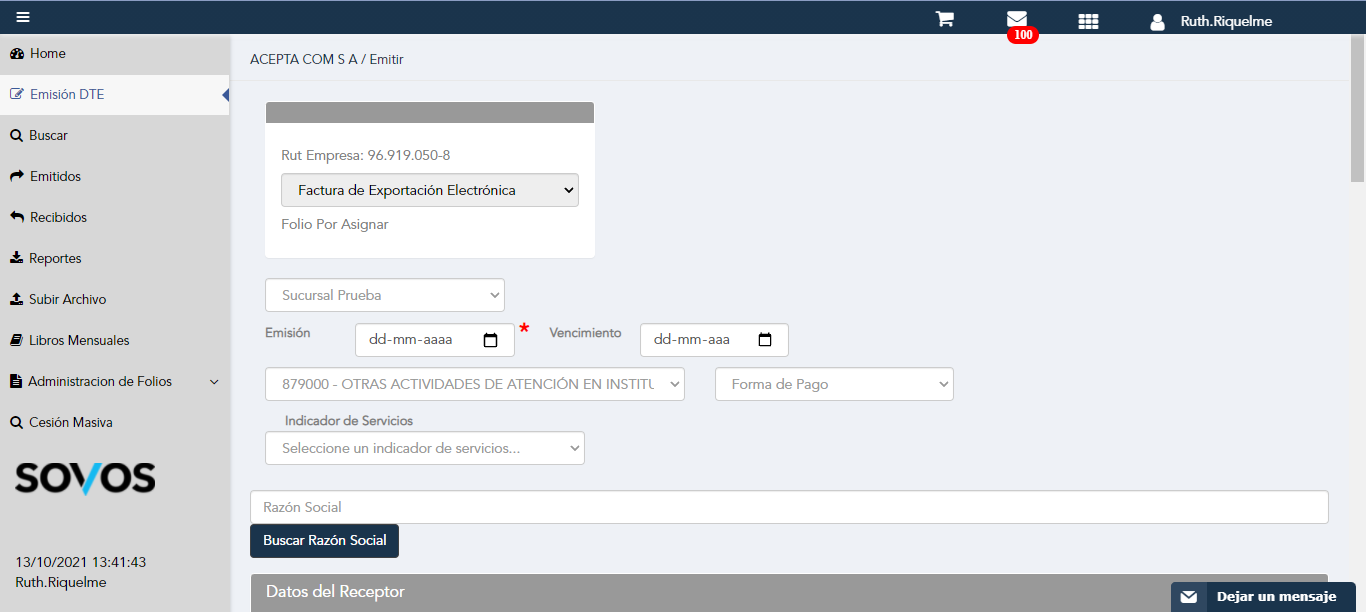 100
Ruth.Riquelme
Home
Emisión DTE
Buscar
Emitidos
Recibidos
Reportes
Subir Archivo
Libros Mensuales
Administracion de Folios
Cesión Masiva
SOVOS
13/10/2021 13:41:43
Ruth.Riquelme
ACEPTA COM S A / Emitir
Rut Empresa: 96.919.050-8
Factura de Exportación Electrónica
Folio Por Asignar
Sucursal Prueba
Emisión dd-mm-aaaa * Vencimiento dd-mm-aaa
879000 - OTRAS ACTIVIDADES DE ATENCIÓN EN INSTITU Forma de Pago
Indicador de Servicios
Seleccione un indicador de servicios...
Razón Social
Buscar Razón Social
Datos del Receptor
Dejar un mensaje